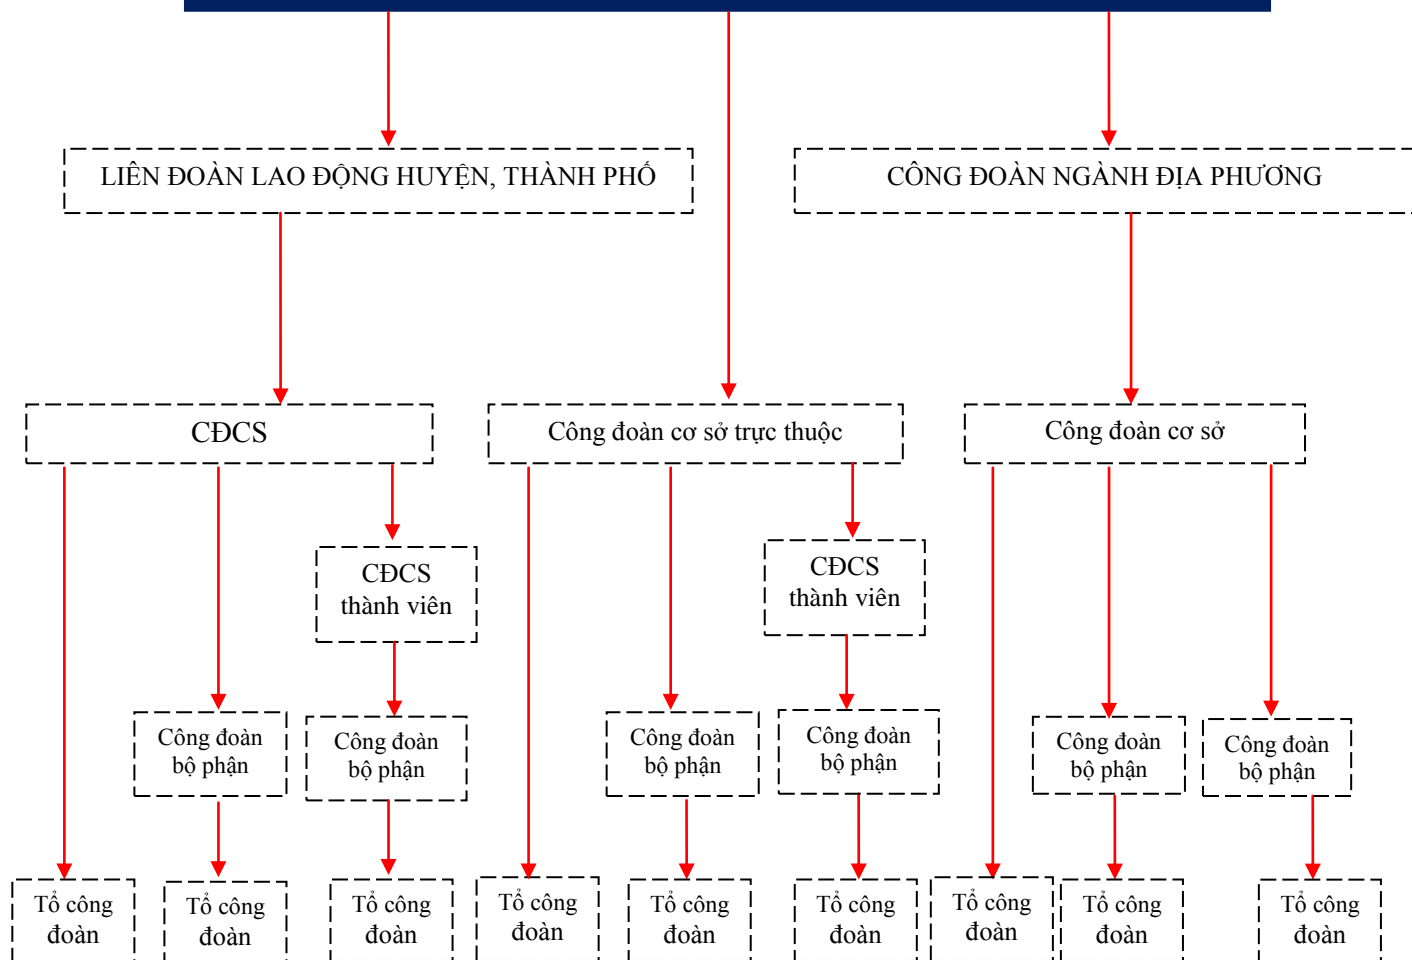 LIÊN ĐOÀN LAO ĐỘNG HUYỆN, THÀNH PHỐ
CÔNG ĐOÀN NGÀNH ĐỊA PHƯƠNG
CĐCS
Công đoàn cơ sở trực thuộc
Công đoàn cơ sở
CĐCS
thành viên
CĐCS
thành viên
Công đoàn
bộ phận
Công đoàn
bộ phận
Công đoàn
bộ phận
Công đoàn
bộ phận
Công đoàn
bộ phận
Công đoàn
bộ phận
Tổ công
đoàn
Tổ công
đoàn
Tổ công
đoàn
Tổ công
đoàn
Tổ công
đoàn
Tổ công
đoàn
Tổ công
đoàn
Tổ công
đoàn
Tổ công
đoàn